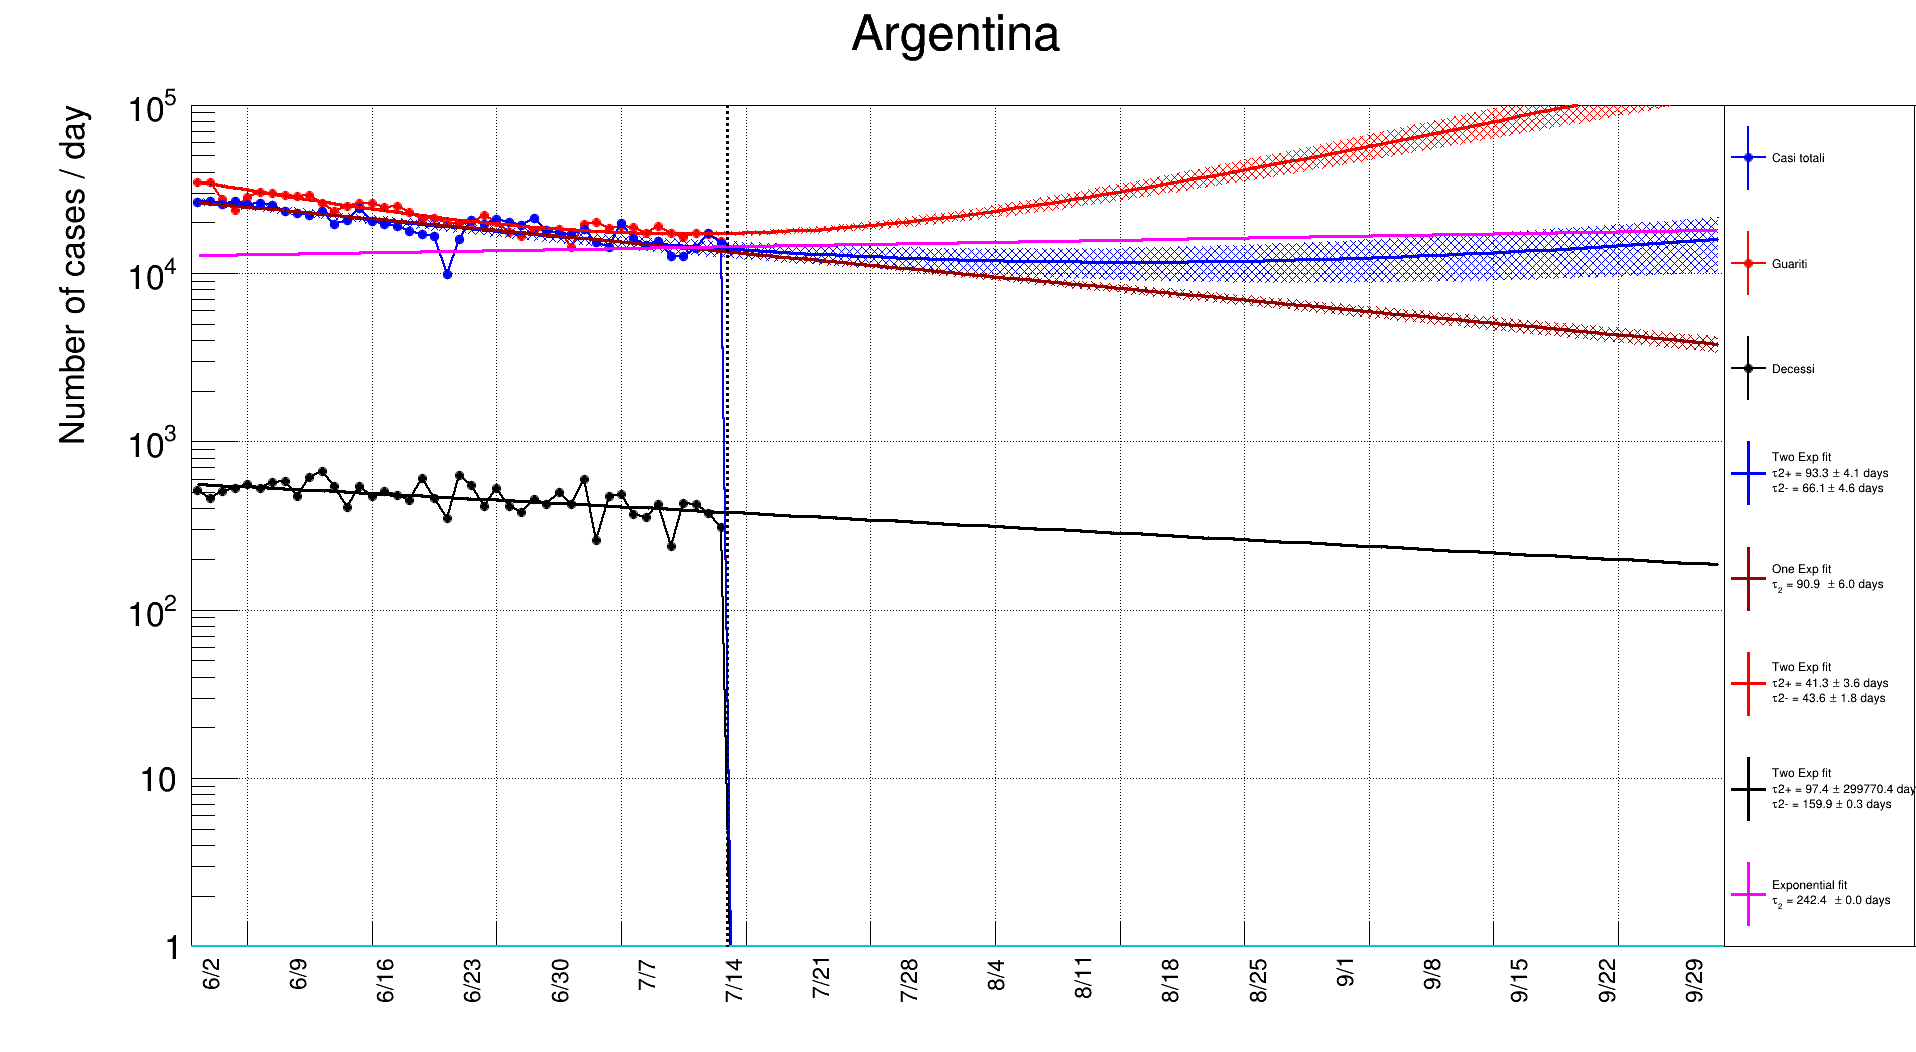 Argentina
Number of cases / day
10^5
10^4
10^3
10^2
10
1
6/2
6/9
6/16
6/23
6/30
7/7
7/14
7/21
7/28
8/4
8/11
8/18
8/25
9/1
9/8
9/15
9/22
9/29
Casi totali
Guariti
Decessi
Two Exp fit
τ2+ = 93.3 ± 4.1 days
τ2- = 66.1 ± 4.6 days
One Exp fit
τ2 = 90.9 ± 6.0 days
Two Exp fit
τ2+ = 41.3 ± 3.6 days
τ2- = 43.6 ± 1.8 days
Two Exp fit
τ2+ = 97.4 ± 299770.4 day
τ2- = 159.9 ± 0.3 days
Exponential fit
τ2 = 242.4 ± 0.0 days